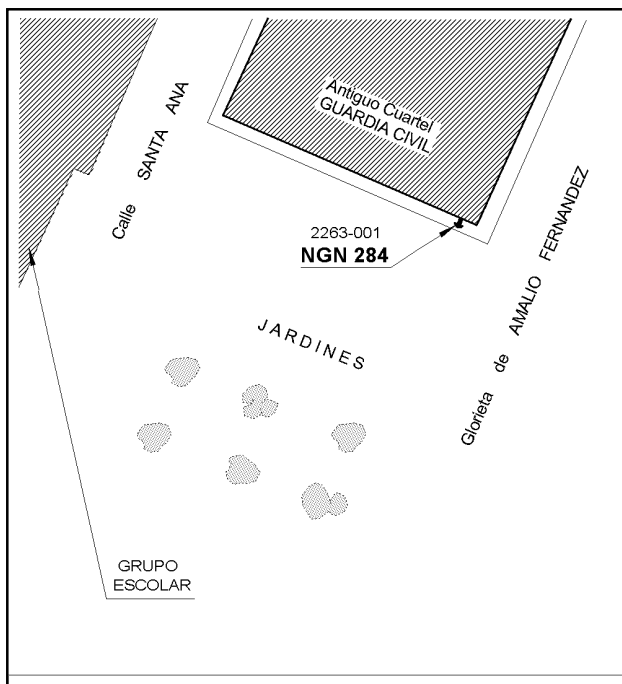 Calle SANTA ANA
Antiguo Cuartel
GUARDIA CIVIL
2263-001
NGN 284
Glorieta de AMALIO FERNANDEZ
JARDINES
GRUPO
ESCOLAR